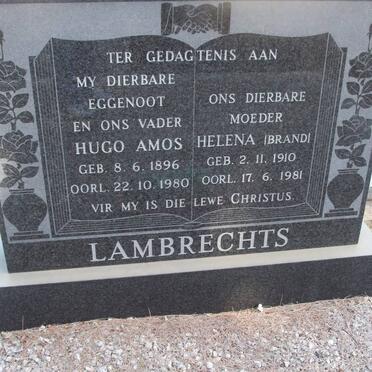 TER GEDAGTENIS AAN
MY DIERBARE
EGGENOOT
EN ONS VADER
HUGO AMOS
GEB. 8. 6. 1896
OORL. 22. 10. 1980
ONS DIERBARE
MOEDER
HELENA (BRAND)
GEB. 2. 11. 1910
OORL. 17. 6. 1981
VIR MY IS DIE LEWE CHRISTUS.
LAMBRECHTS